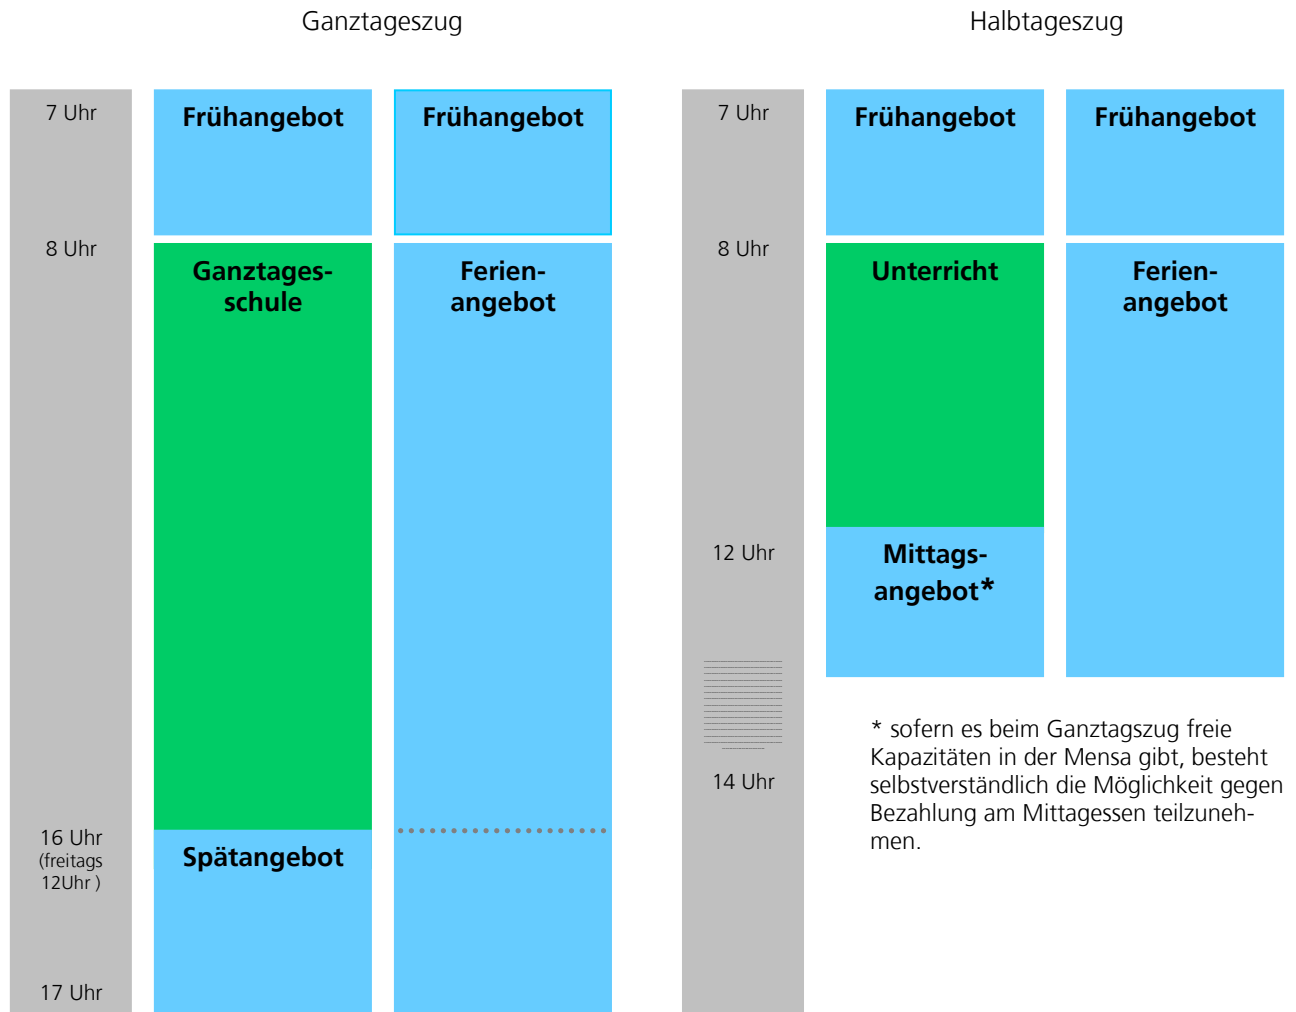 Ganztageszug
Halbtageszug
7 Uhr
Frühangebot
Frühangebot
8 Uhr
Ganztages-
schule
Ferien-
angebot
16 Uhr
(freitags
12Uhr )
Spätangebot
17 Uhr
7 Uhr
Frühangebot
Frühangebot
8 Uhr
Unterricht
Ferien-
angebot
12 Uhr
Mittags-
angebot*
14 Uhr
* sofern es beim Ganztagszug freie
Kapazitäten in der Mensa gibt, besteht
selbstverständlich die Möglichkeit gegen
Bezahlung am Mittagessen teilzuneh-
men.